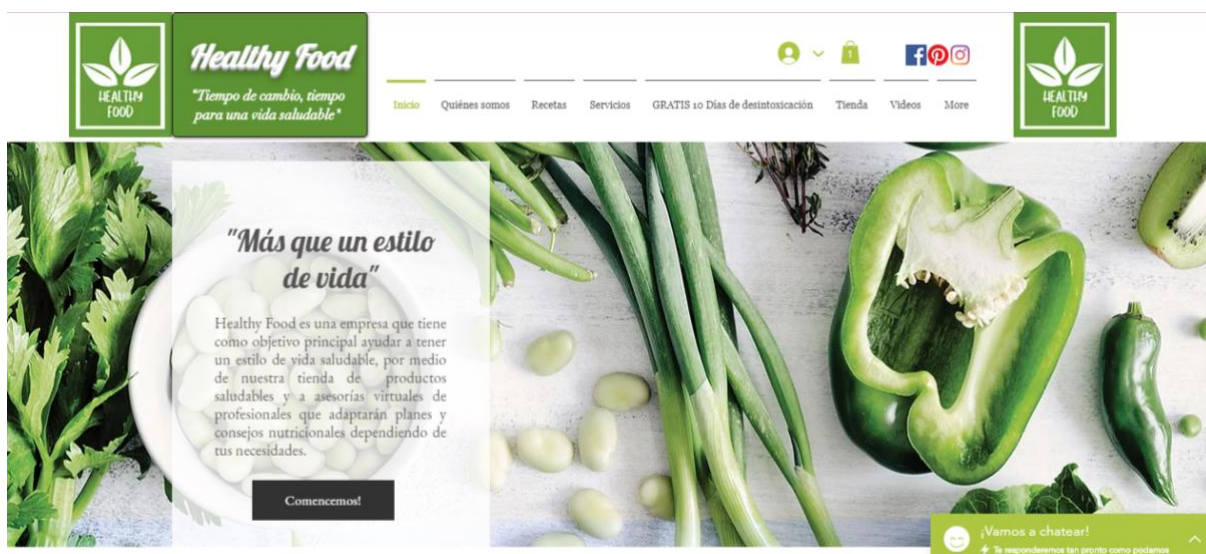 HEALTHY
FOOD
Healthy Food
"Tiempo de cambio, tiempo
para una vida saludable"
1
Inicio
Quiénes somos
Recetas
Servicios
GRATIS 10 Días de desintoxicación
Tienda
Videos
More
HEALTHY
FOOD
"Más que un estilo
de vida"
Healthy Food es una empresa que tiene
como objetivo principal ayudar a tener
un estilo de vida saludable, por medio
de nuestra tienda de productos
saludables y a asesorías virtuales de
profesionales que adaptarán planes y
consejos nutricionales dependiendo de
tus necesidades.
Comencemos!
¡Vamos a chatear!
Te responderemos tan pronto como podamos